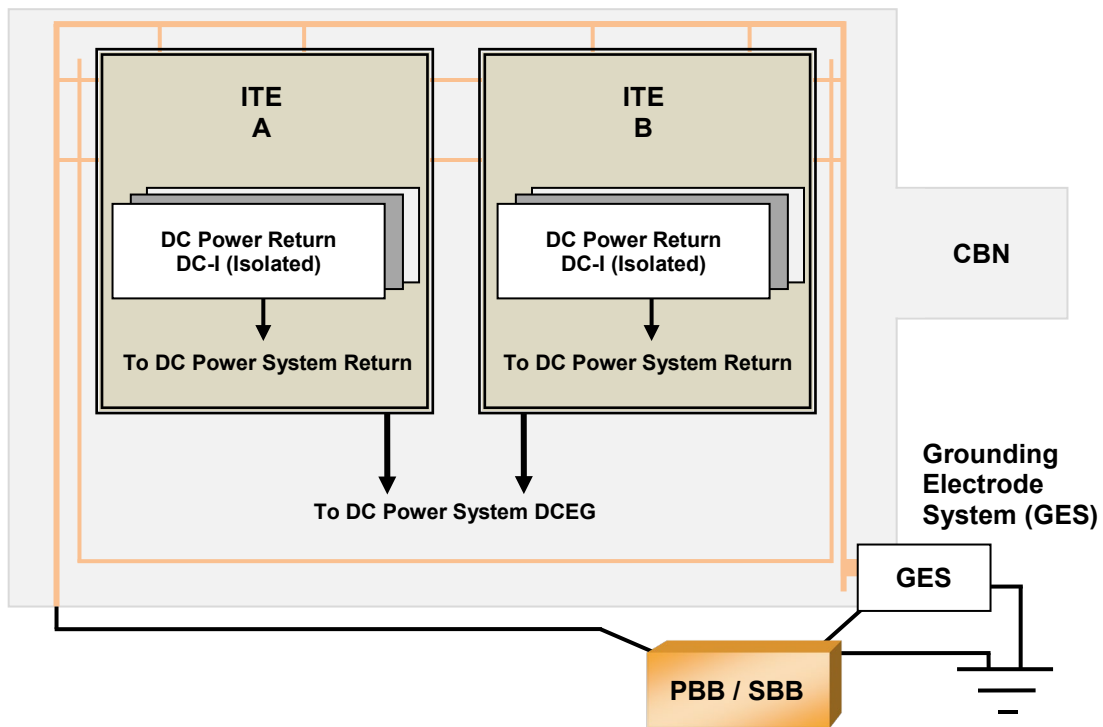 ITE
A
DC Power Return
DC-I (Isolated)
To DC Power System Return
ITE
B
DC Power Return
DC-I (Isolated)
To DC Power System Return
CBN
To DC Power System DCEG
Grounding
Electrode
System (GES)
GES
PBB / SBB